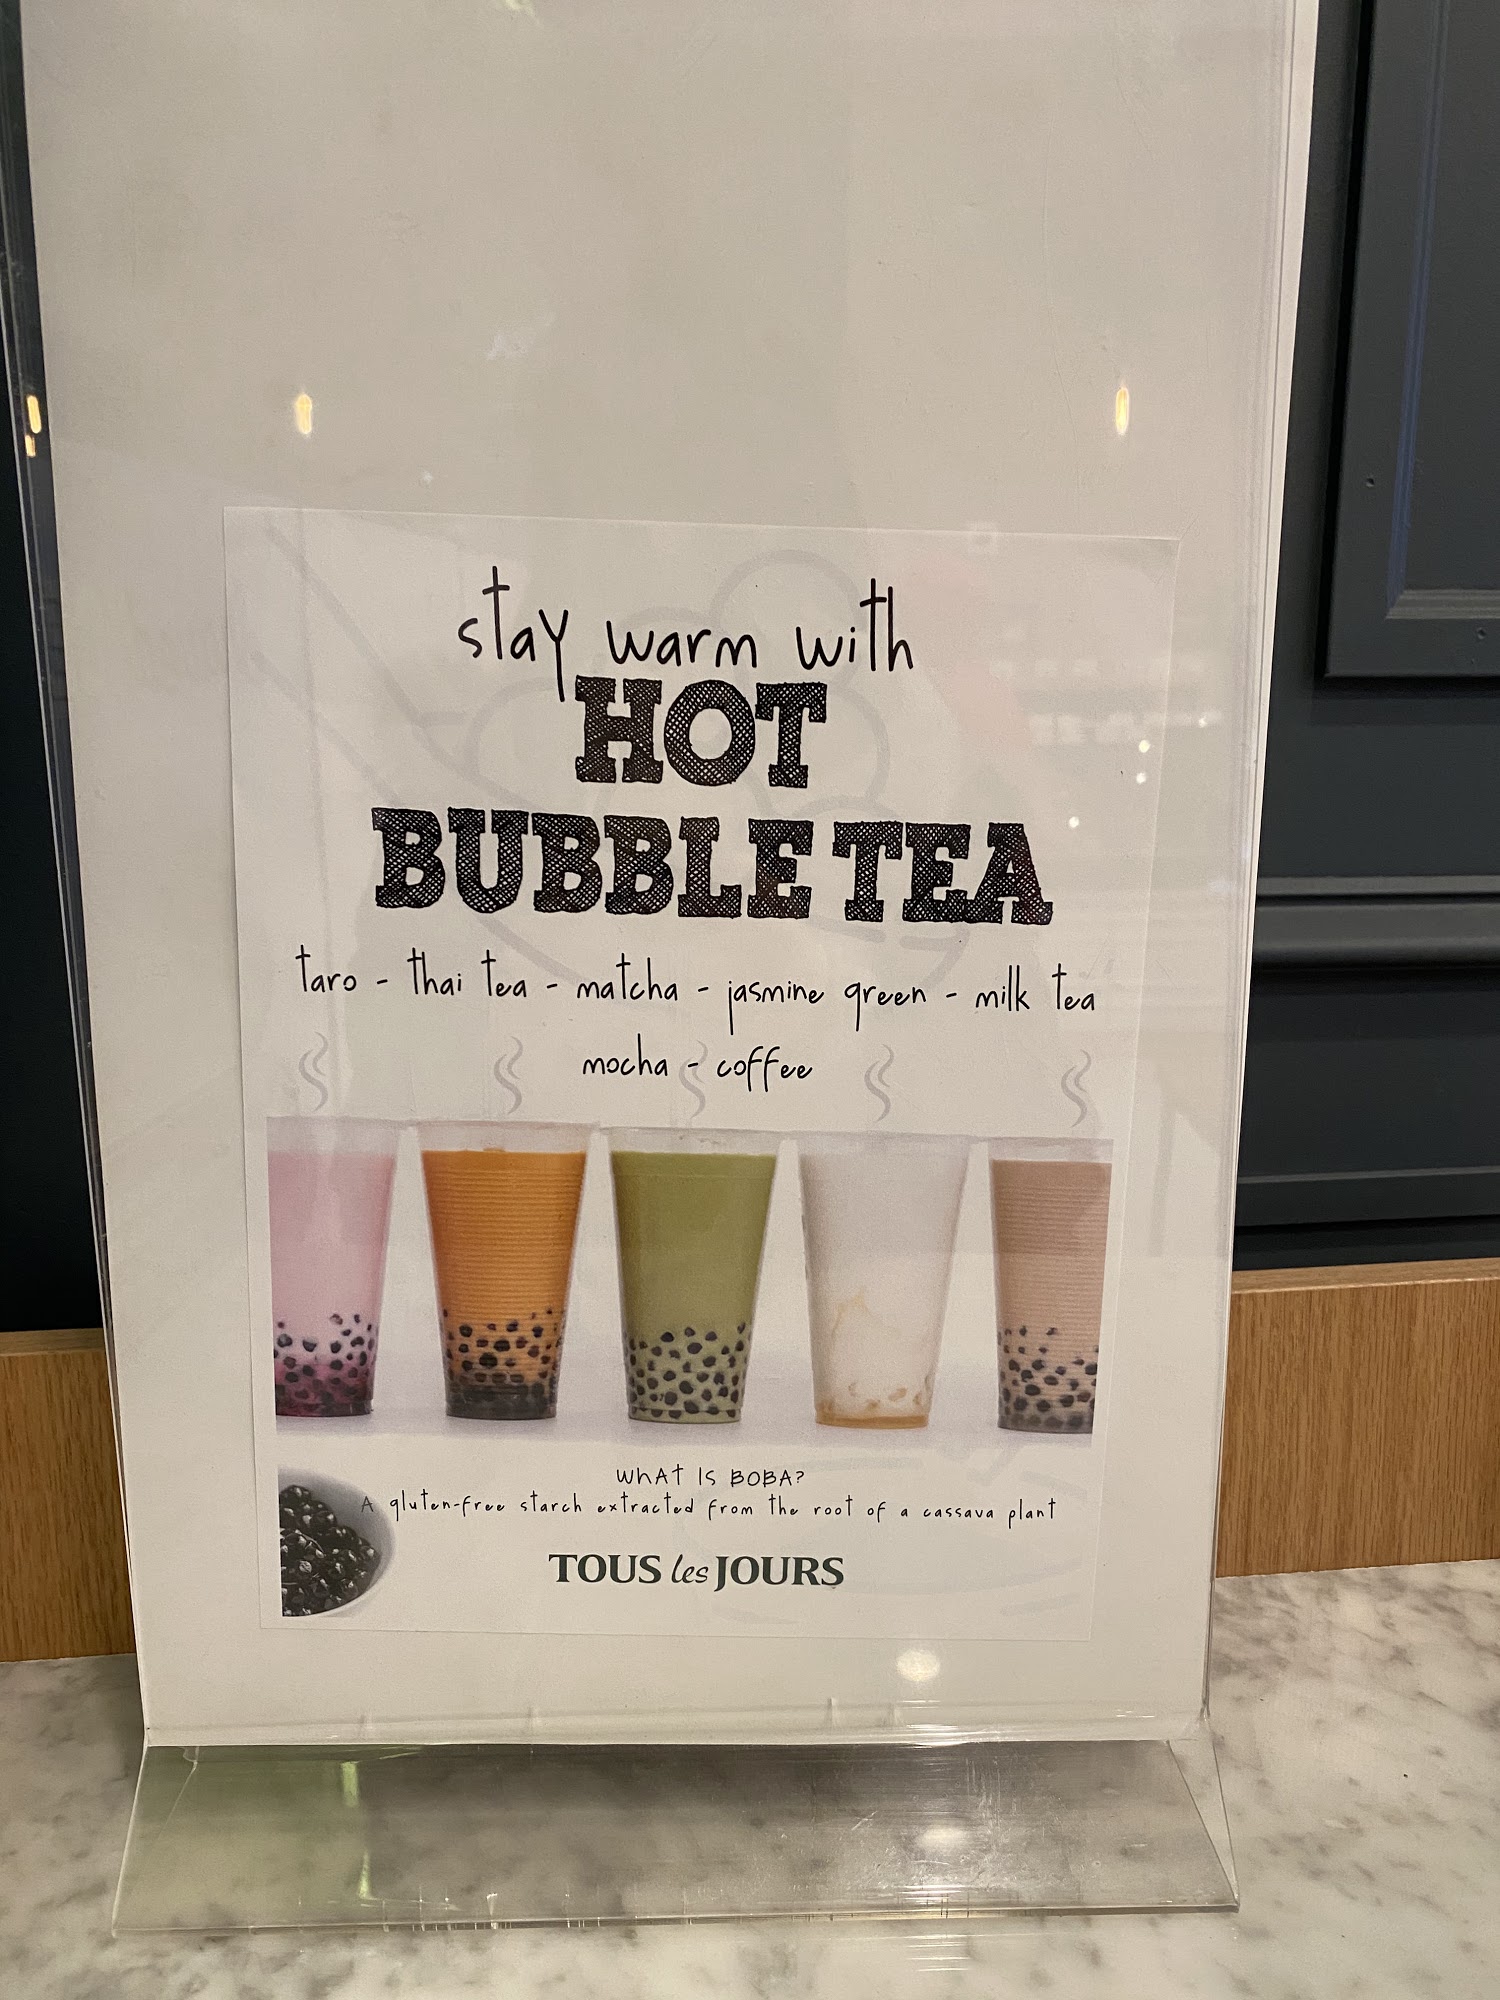 stay warm with
HOT
BUBBLE TEA
taro - thai tea - matcha - jasmine green - milk tea
mocha - coffee
WhAT IS BOBA?
A gluten-free starch extracted from the root of a cassava plant
TOUS les JOURS